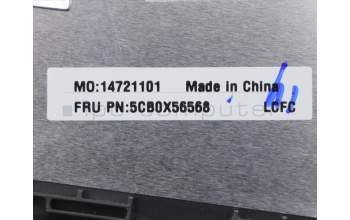 MO:14721101 Made in China
FRU PN:5CB0X56568 LCFC